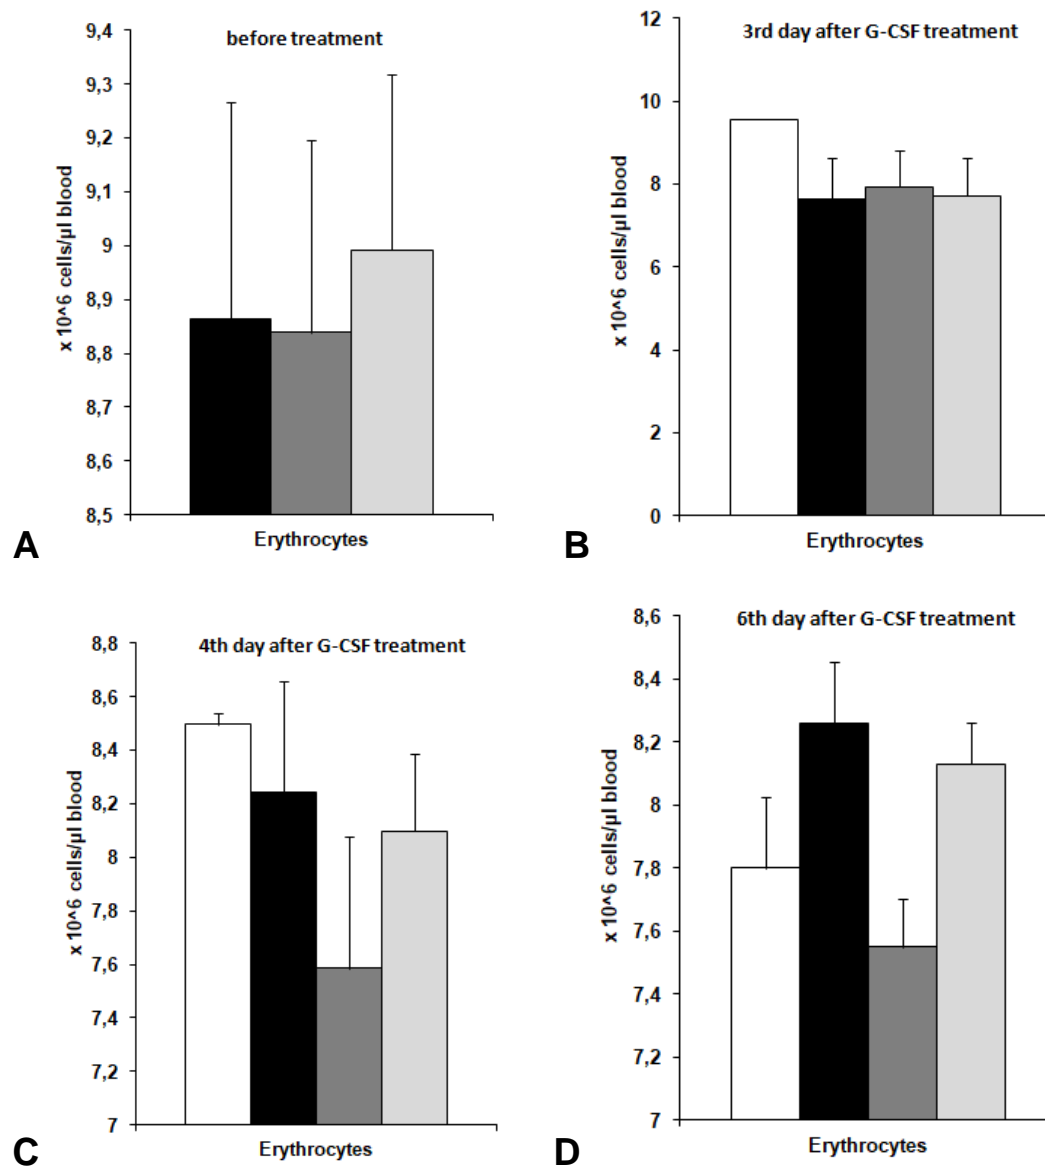 before treatment
9,4
9,3
9,2
9,1
9
8,9
8,8
8,7
8,6
8,5
x 10^6 cells/µl blood
Erythrocytes
A
3rd day after G-CSF treatment
12
10
8
6
4
2
0
x 10^6 cells/µl blood
Erythrocytes
B
4th day after G-CSF treatment
8,8
8,6
8,4
8,2
8
7,8
7,6
7,4
7,2
7
x 10^6 cells/µl blood
Erythrocytes
C
6th day after G-CSF treatment
8,6
8,4
8,2
8
7,8
7,6
7,4
7,2
7
x 10^6 cells/µl blood
Erythrocytes
D